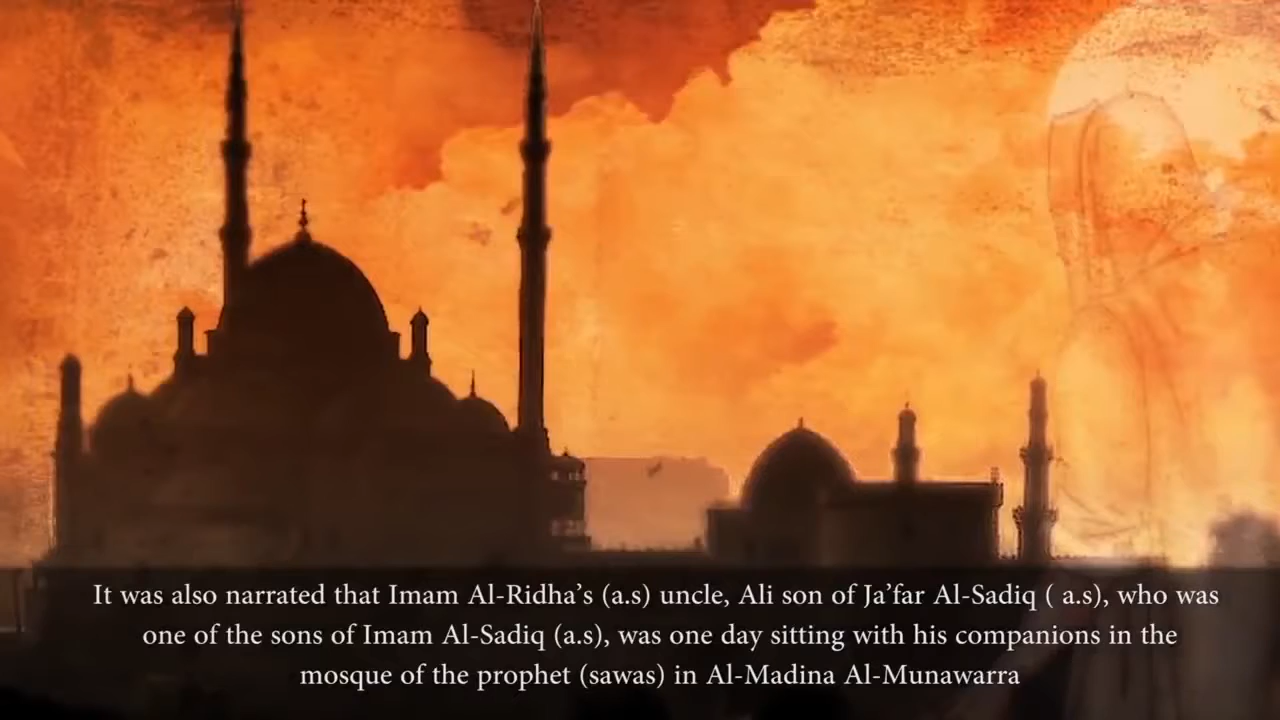 It was also narrated that Imam Al-Ridha’s (a.s) uncle, Ali son of Ja’far Al-Sadiq ( a.s), who was
one of the sons of Imam Al-Sadiq (a.s), was one day sitting with his companions in the
mosque of the prophet (sawas) in Al-Madina Al-Munawarra